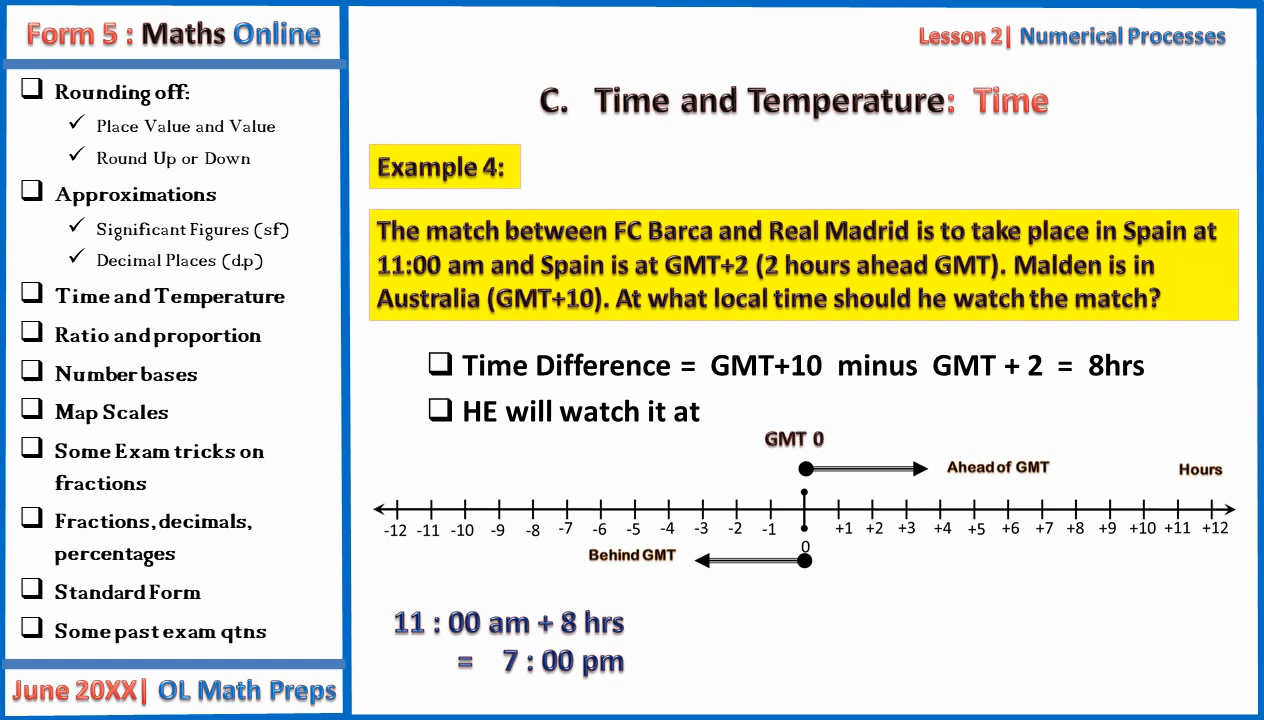 Form 5 : Maths Online
Rounding off:
Place Value and Value
Round Up or Down
Approximations
Significant Figures (sf)
Decimal Places (d.p)
Time and Temperature
Ratio and proportion
Number bases
Map Scales
Some Exam tricks on
fractions
Fractions, decimals,
percentages
Standard Form
Some past exam qtns
June 20XX| OL Math Preps
Lesson 2| Numerical Processes
C. Time and Temperature: Time
Example 4:
The match between FC Barca and Real Madrid is to take place in Spain at
11:00 am and Spain is at GMT+2 (2 hours ahead GMT). Malden is in
Australia (GMT+10). At what local time should he watch the match?
Time Difference = GMT+10 minus GMT + 2 = 8hrs
HE will watch it at
GMT 0
Ahead of GMT
Hours
-12 -11 -10 -9 -8 -7 -6 -5 -4 -3 -2 -1 +1 +2 +3 +4 +5 +6 +7 +8 +9 +10 +11 +12
0
Behind GMT
11 : 00 am + 8 hrs
= 7 : 00 pm